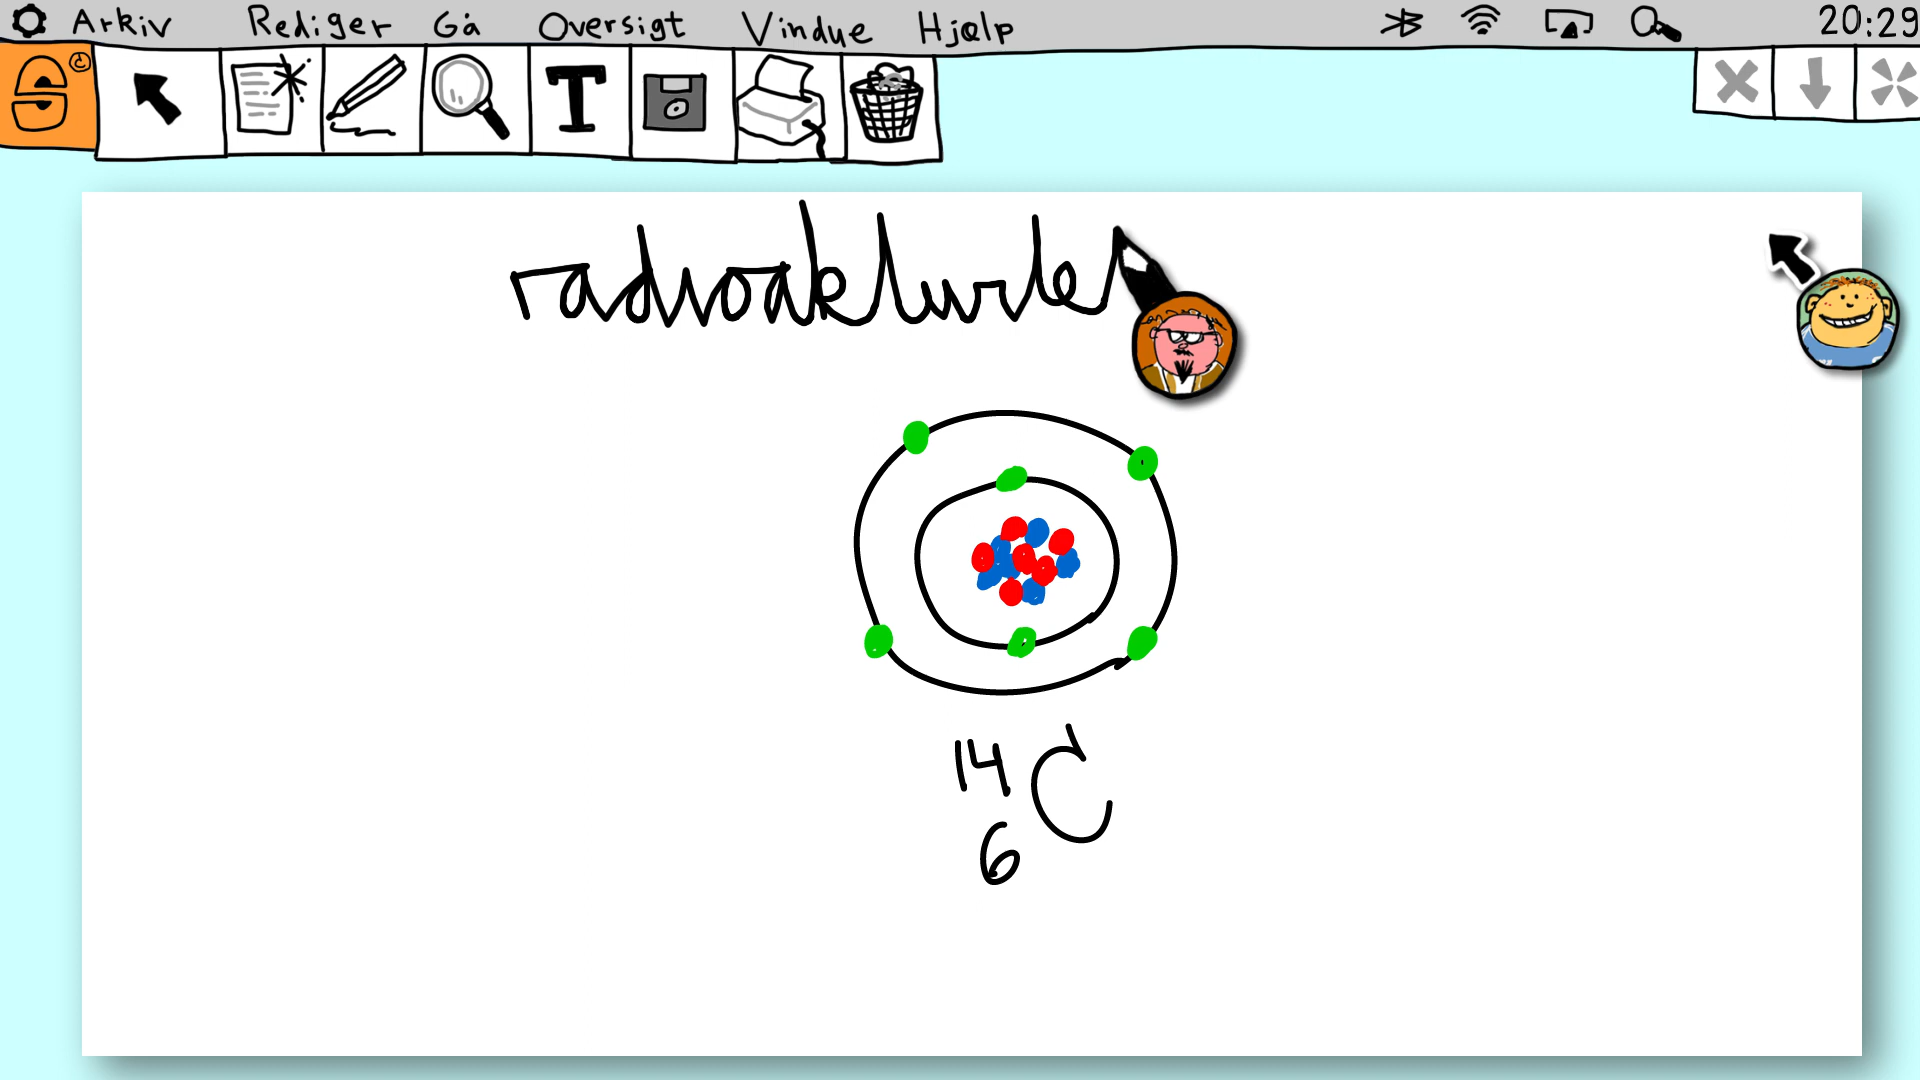 Arkiv Rediger Gå Oversigt Vindue Hjælp 20:29
T
radioaktivitet
14
C
6